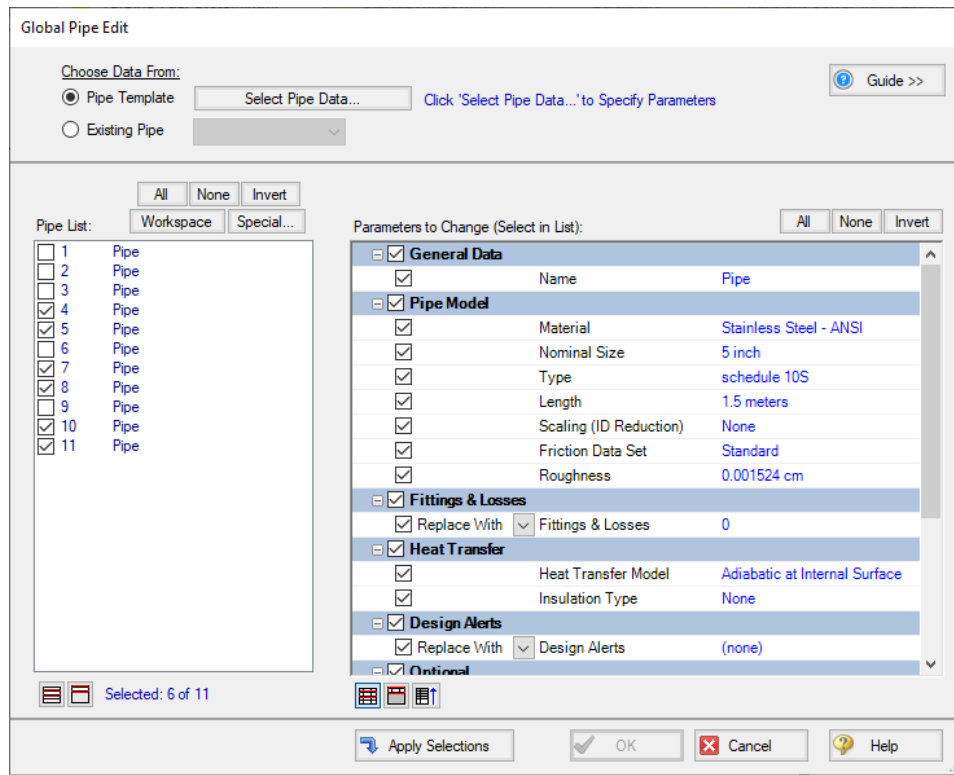 Global Pipe Edit
Choose Data From:
Pipe Template
Select Pipe Data...
Click 'Select Pipe Data...' to Specify Parameters
Guide >>
Existing Pipe
All None Invert
Pipe List: Workspace Special...
1 Pipe
2 Pipe
3 Pipe
4 Pipe
5 Pipe
6 Pipe
7 Pipe
8 Pipe
9 Pipe
10 Pipe
11 Pipe
Selected: 6 of 11
Parameters to Change (Select in List):
All None Invert
General Data
Name Pipe
Pipe Model
Material Stainless Steel - ANSI
Nominal Size 5 inch
Type schedule 10S
Length 1.5 meters
Scaling (ID Reduction) None
Friction Data Set Standard
Roughness 0.001524 cm
Fittings & Losses
Replace With Fittings & Losses 0
Heat Transfer
Heat Transfer Model Adiabatic at Internal Surface
Insulation Type None
Design Alerts
Replace With Design Alerts (none)
Optional
Apply Selections
OK
Cancel
Help